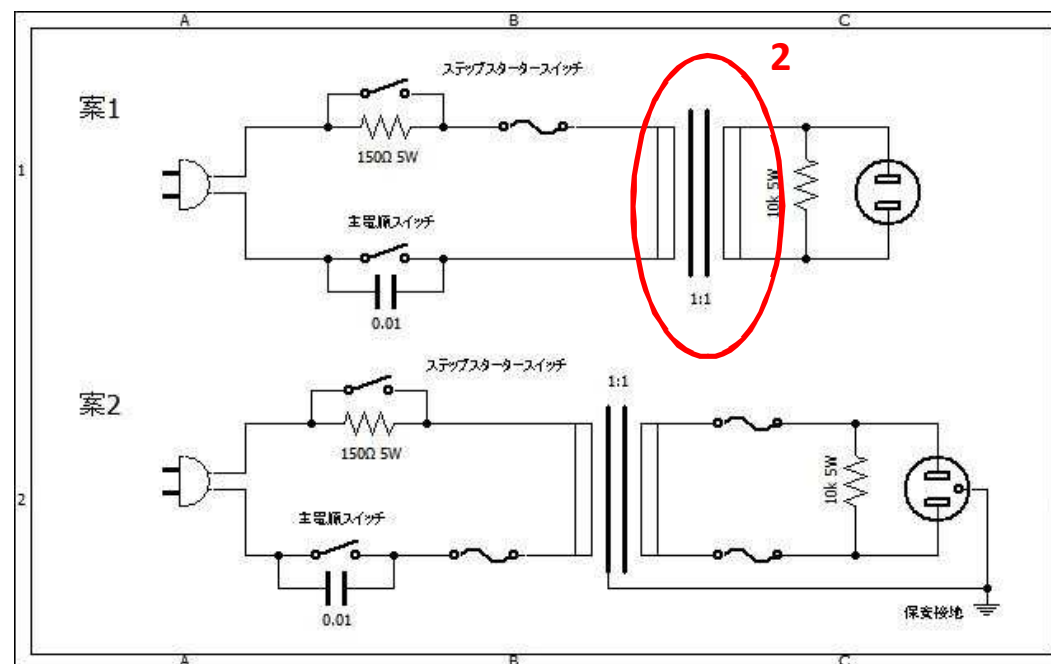 A B C
2
ステップスタータースイッチ
案1
150Ω 5W
1
10k 5W
主電源スイッチ
1:1
0.01
ステップスタータースイッチ
1:1
案2
150Ω 5W
10k 5W
2
主電源スイッチ
0.01
保安接地
A B C